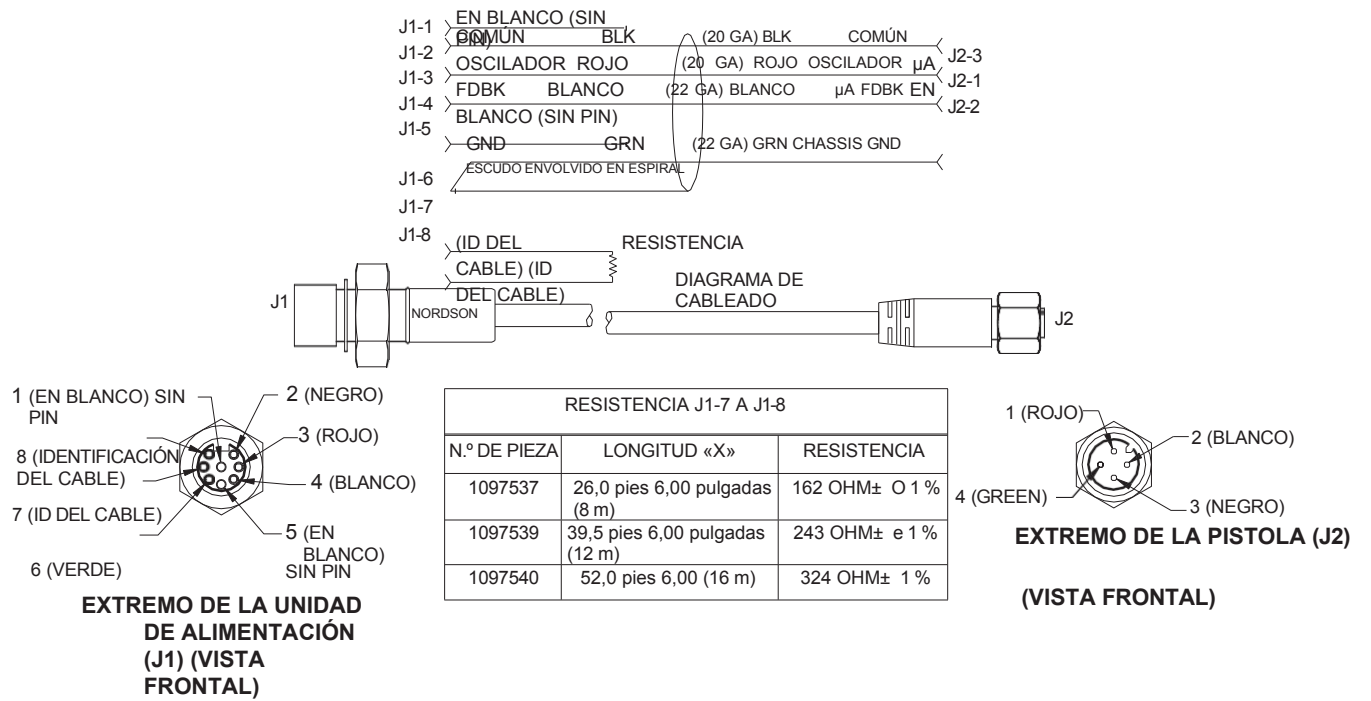 J1-1 EN BLANCO (SIN PIN)
J1-2 COMÚN BLK (20 GA) BLK COMÚN J2-3
J1-3 OSCILADOR ROJO (20 GA) ROJO OSCILADOR µA J2-1
J1-4 FDBK BLANCO (22 GA) BLANCO µA FDBK EN J2-2
J1-5 BLANCO (SIN PIN)
GND GRN (22 GA) GRN CHASSIS GND
J1-6 ESCUDO ENVOLVIDO EN ESPIRAL
J1-7
J1-8
(ID DEL
CABLE) (ID
DEL CABLE)
RESISTENCIA
DIAGRAMA DE
CABLEADO
J1
NORDSON
J2
1 (EN BLANCO) SIN
PIN
2 (NEGRO)
3 (ROJO)
8 (IDENTIFICACIÓN
DEL CABLE)
4 (BLANCO)
7 (ID DEL CABLE)
5 (EN
BLANCO)
SIN PIN
6 (VERDE)
EXTREMO DE LA UNIDAD
DE ALIMENTACIÓN
(J1) (VISTA
FRONTAL)
RESISTENCIA J1-7 A J1-8
N.º DE PIEZA LONGITUD «X» RESISTENCIA
1097537 26,0 pies 6,00 pulgadas (8 m) 162 OHM± O 1 %
1097539 39,5 pies 6,00 pulgadas (12 m) 243 OHM± e 1 %
1097540 52,0 pies 6,00 (16 m) 324 OHM± 1 %
1 (ROJO)
2 (BLANCO)
4 (GREEN)
3 (NEGRO)
EXTREMO DE LA PISTOLA (J2)
(VISTA FRONTAL)